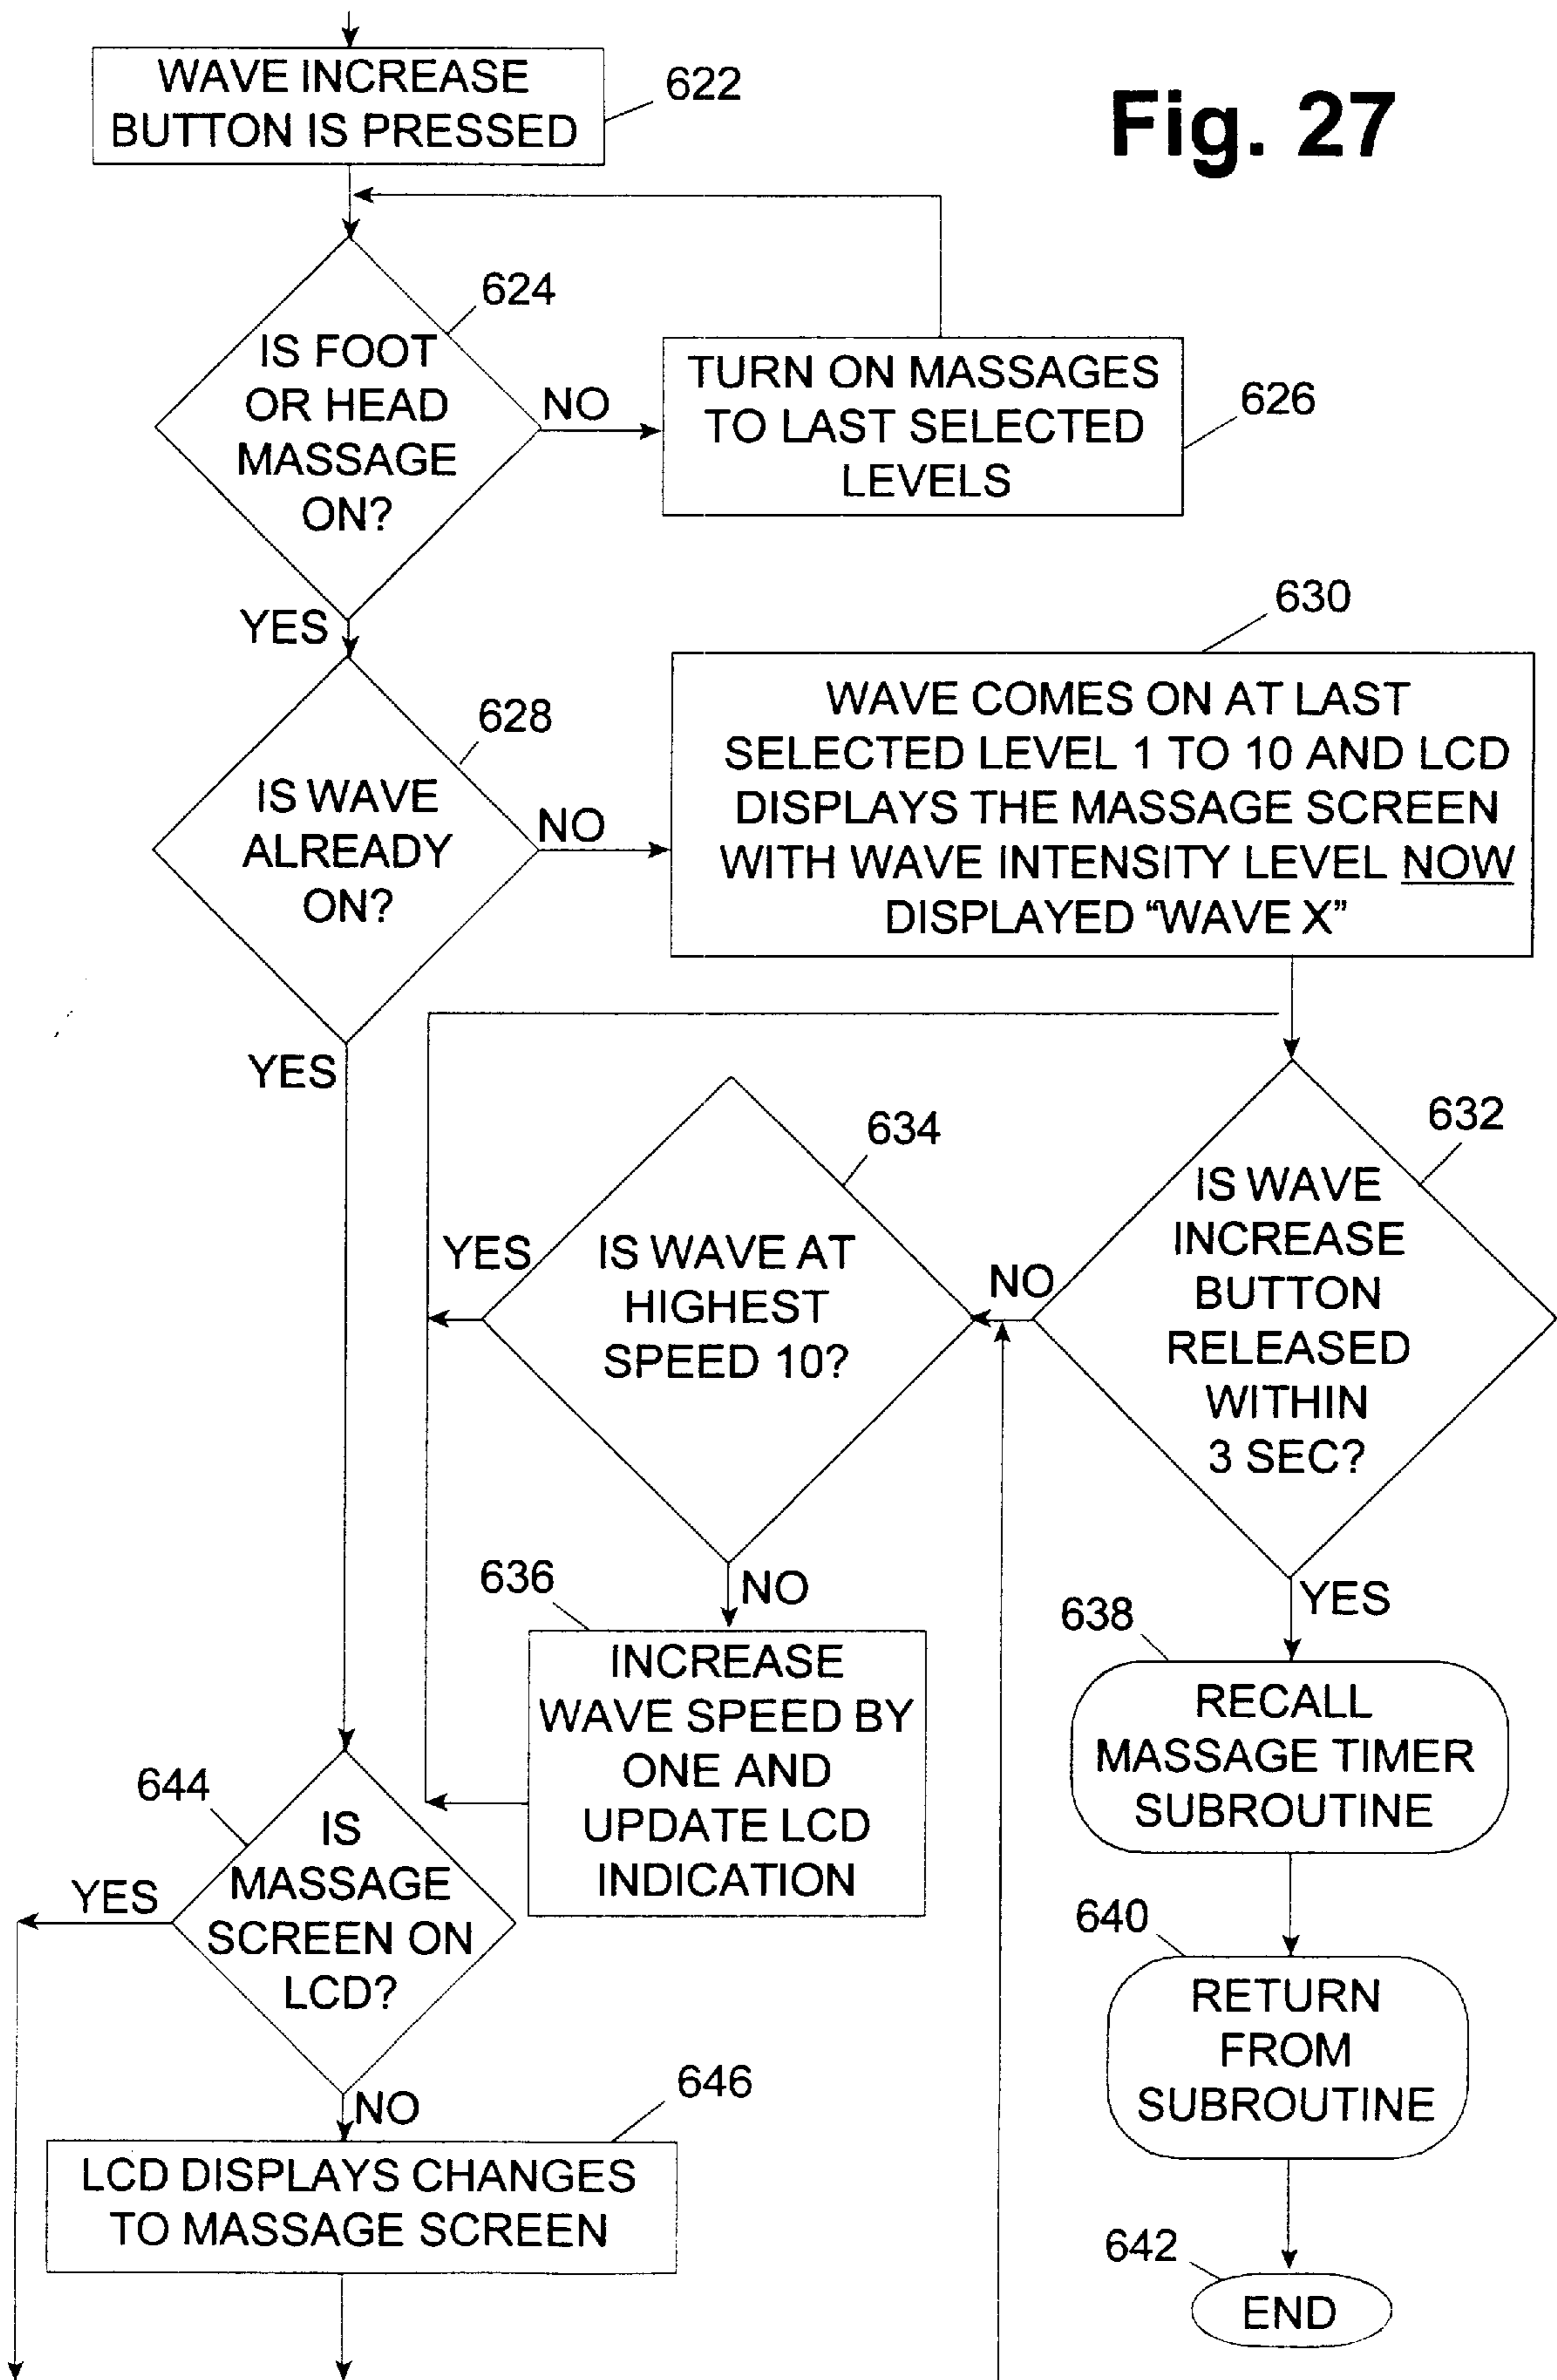 Fig. 27
WAVE INCREASE
BUTTON IS PRESSED
622
624
IS FOOT
OR HEAD
MASSAGE
ON?
NO
TURN ON MASSAGES
TO LAST SELECTED
LEVELS
626
YES
628
IS WAVE
ALREADY
ON?
NO
630
WAVE COMES ON AT LAST
SELECTED LEVEL 1 TO 10 AND LCD
DISPLAYS THE MASSAGE SCREEN
WITH WAVE INTENSITY LEVEL NOW
DISPLAYED “WAVE X”
YES
632
IS WAVE
INCREASE
BUTTON
RELEASED
WITHIN
3 SEC?
NO
634
IS WAVE AT
HIGHEST
SPEED 10?
YES
NO
636
INCREASE
WAVE SPEED BY
ONE AND
UPDATE LCD
INDICATION
YES
638
RECALL
MASSAGE TIMER
SUBROUTINE
640
RETURN
FROM
SUBROUTINE
642
END
644
IS
MASSAGE
SCREEN ON
LCD?
YES
NO
646
LCD DISPLAYS CHANGES
TO MASSAGE SCREEN